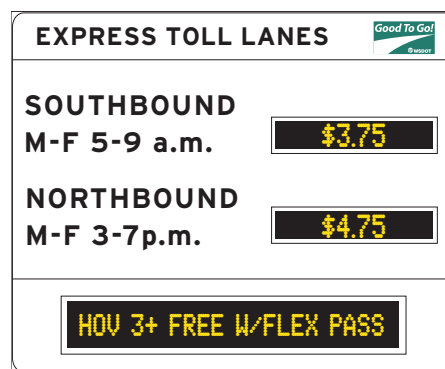 EXPRESS TOLL LANES
Good To Go!
WSDOT
SOUTHBOUND
M-F 5-9 a.m.
$3.75
NORTHBOUND
M-F 3-7p.m.
$4.75
HOV 3+ FREE W/FLEX PASS